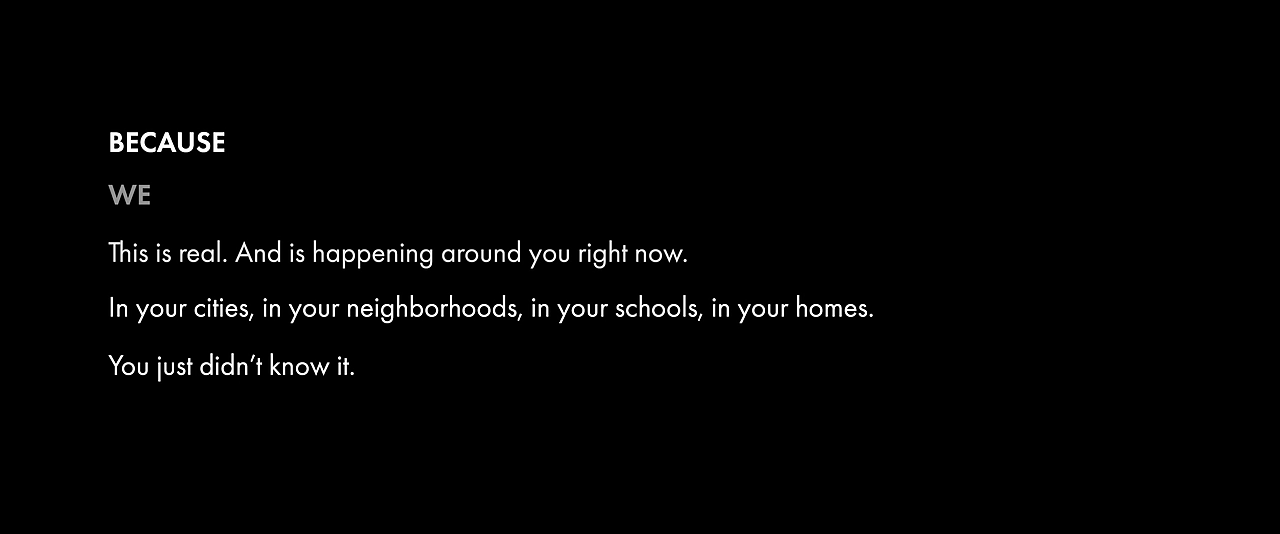 BECAUSE
WE
This is real. And is happening around you right now.
In your cities, in your neighborhoods, in your schools, in your homes.
You just didn’t know it.